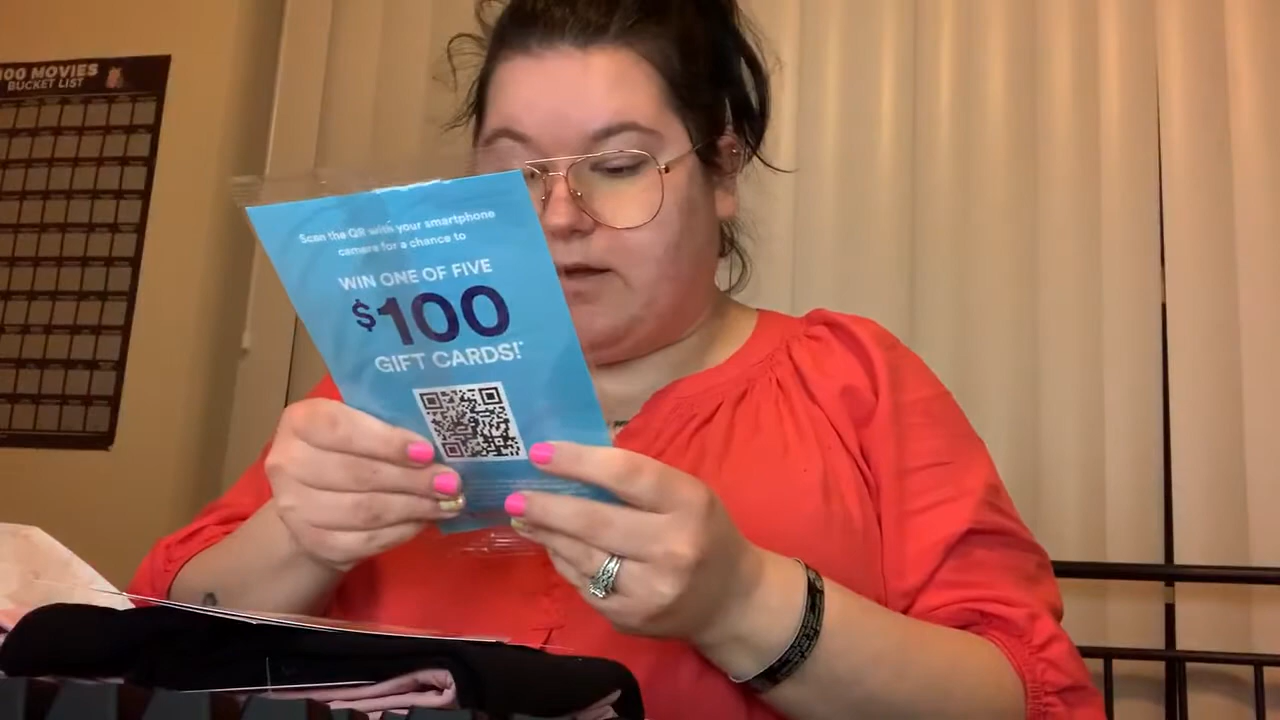 100 MOVIES
BUCKET LIST
Scan the QR with your smartphone
camera for a chance to
WIN ONE OF FIVE
$100
GIFT CARDS!*